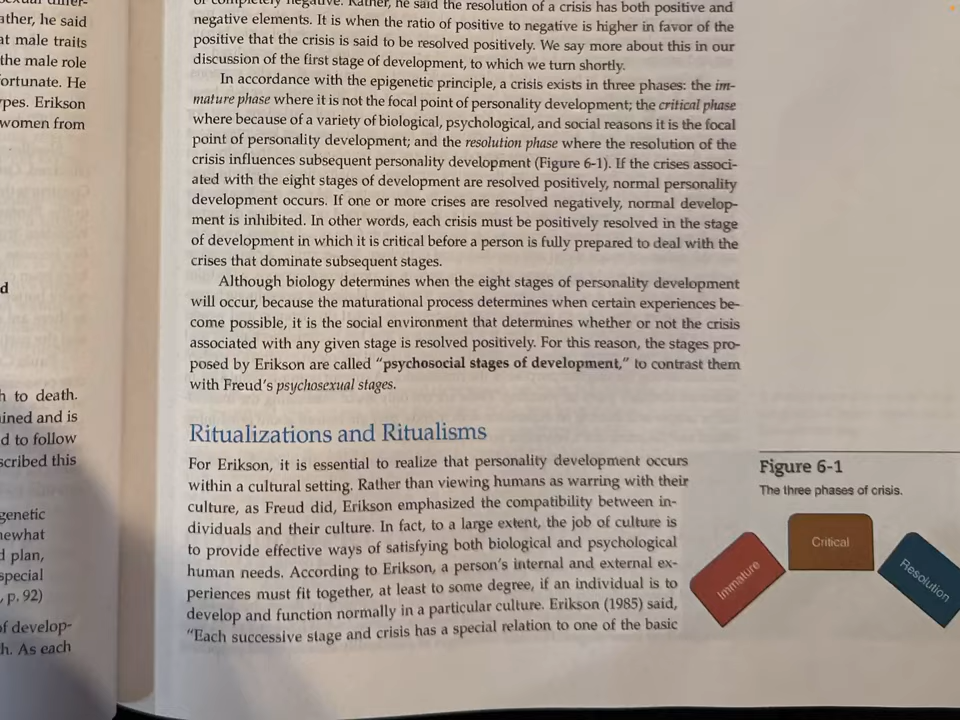 ather, he said
at male traits
the male role
ortunate. He
ypes. Erikson
women from
d
h to death.
ined and is
d to follow
scribed this
genetic
newhat
d plan,
special
, p. 92)
of develop-
h. As each
or completely negative. Rather, he said the resolution of a crisis has both positive and
negative elements. It is when the ratio of positive to negative is higher in favor of the
positive that the crisis is said to be resolved positively. We say more about this in our
discussion of the first stage of development, to which we turn shortly.
In accordance with the epigenetic principle, a crisis exists in three phases: the im-
mature phase where it is not the focal point of personality development; the critical phase
where because of a variety of biological, psychological, and social reasons it is the focal
point of personality development; and the resolution phase where the resolution of the
crisis influences subsequent personality development (Figure 6-1). If the crises associ-
ated with the eight stages of development are resolved positively, normal personality
development occurs. If one or more crises are resolved negatively, normal develop-
ment is inhibited. In other words, each crisis must be positively resolved in the stage
of development in which it is critical before a person is fully prepared to deal with the
crises that dominate subsequent stages.
Although biology determines when the eight stages of personality development
will occur, because the maturational process determines when certain experiences be-
come possible, it is the social environment that determines whether or not the crisis
associated with any given stage is resolved positively. For this reason, the stages pro-
posed by Erikson are called "psychosocial stages of development," to contrast them
with Freud's psychosexual stages.
Ritualizations and Ritualisms
For Erikson, it is essential to realize that personality development occurs
within a cultural setting. Rather than viewing humans as warring with their
culture, as Freud did, Erikson emphasized the compatibility between in-
dividuals and their culture. In fact, to a large extent, the job of culture is
to provide effective ways of satisfying both biological and psychological
human needs. According to Erikson, a person's internal and external ex-
periences must fit together, at least to some degree, if an individual is to
develop and function normally in a particular culture. Erikson (1985) said,
"Each successive stage and crisis has a special relation to one of the basic
Figure 6-1
The three phases of crisis.
Immature
Critical
Resolution